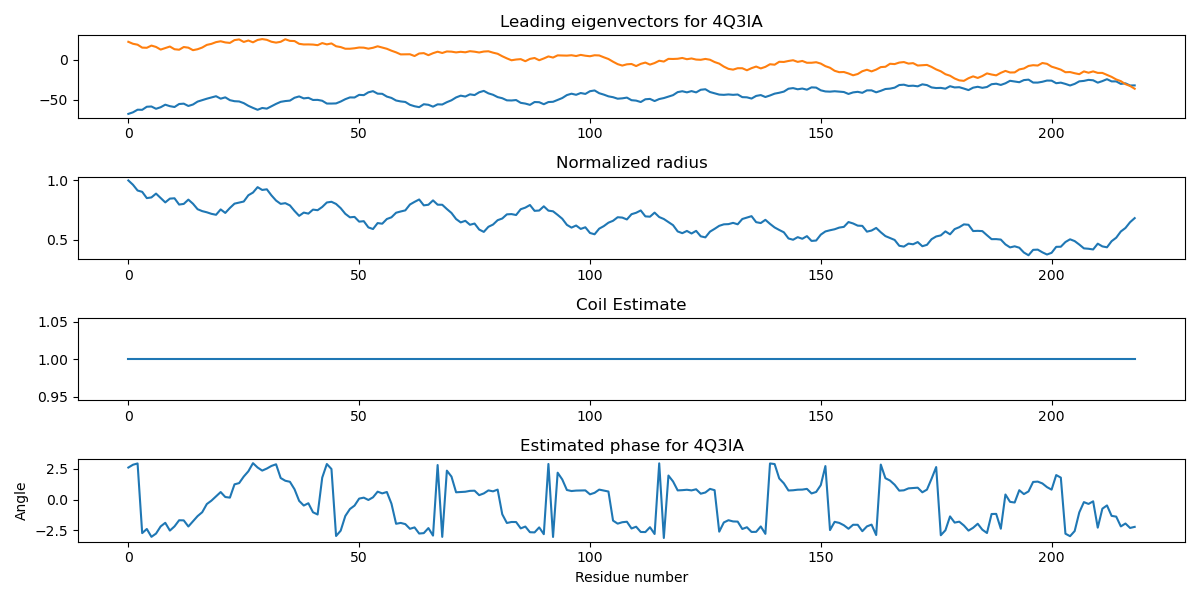 Leading eigenvectors for 4Q3IA
0
−50
0 50 100 150 200
Normalized radius
1.0
0.5
0 50 100 150 200
Coil Estimate
1.05
1.00
0.95
0 50 100 150 200
Estimated phase for 4Q3IA
2.5
0.0
−2.5
Angle
0 50 100 150 200
Residue number